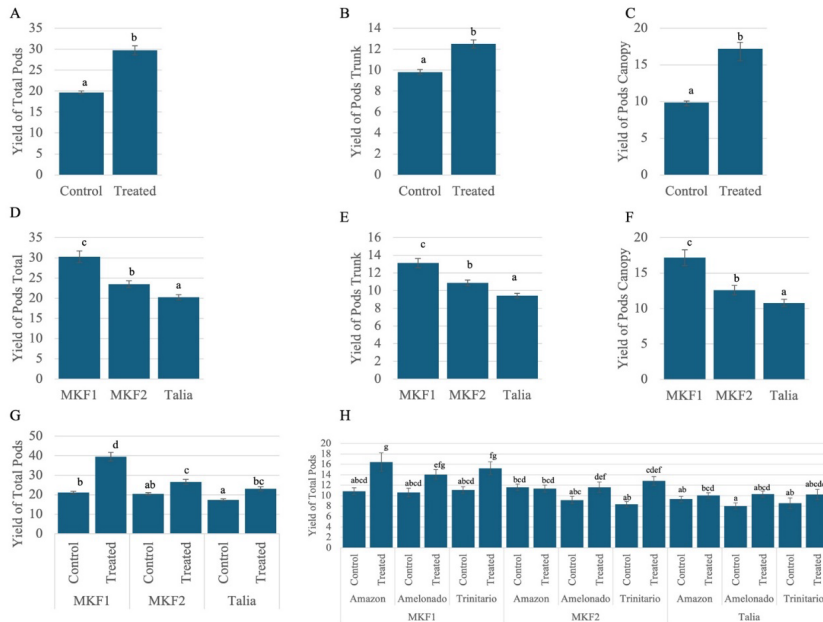 A
Yield of Total Pods
35
30
25
20
15
10
5
0
a
b
Control Treated
B
Yield of Pods Trunk
14
12
10
8
6
4
2
0
a
b
Control Treated
C
Yield of Pods Canopy
20
15
10
5
0
a
b
Control Treated
D
Yield of Pods Total
35
30
25
20
15
10
5
0
c
b
a
MKF1 MKF2 Talia
E
Yield of Pods Trunk
16
14
12
10
8
6
4
2
0
c
b
a
MKF1 MKF2 Talia
F
Yield of Pods Canopy
20
15
10
5
0
c
b
a
MKF1 MKF2 Talia
G
Yield of Total Pods
50
40
30
20
10
0
b d ab c a bc
Control Treated Control Treated Control Treated
MKF1 MKF2 Talia
H
Yield of Total Pods
20
18
16
14
12
10
8
6
4
2
0
abcd g abcd efg abcd fg bcd abcd abc def ab cdef ab bcd a bcd ab abcd
Control Treated Control Treated Control Treated Control Treated Control Treated Control Treated Control Treated Control Treated Control Treated
Amazon Amelonado Trinitario Amazon Amelonado Trinitario Amazon Amelonado Trinitario
MKF1 MKF2 Talia